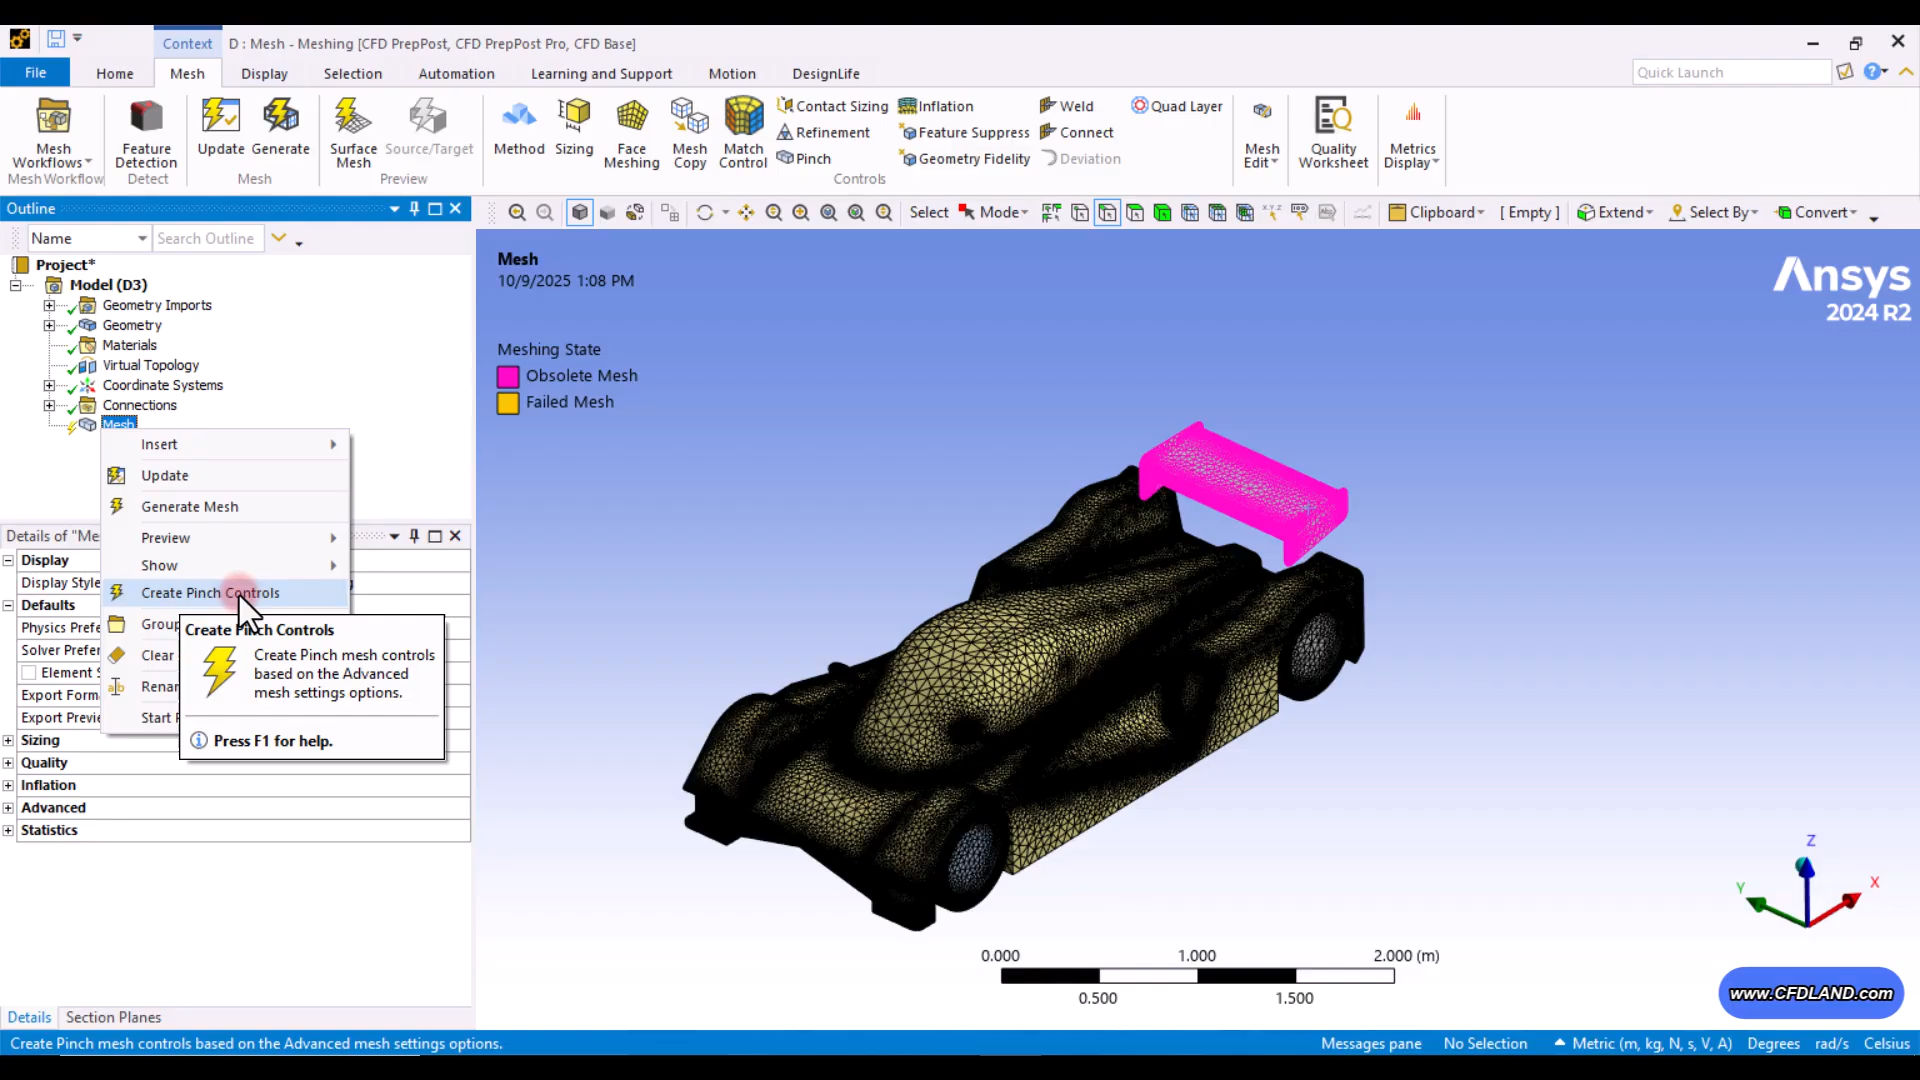 Context
D : Mesh - Meshing [CFD PrepPost, CFD PrepPost Pro, CFD Base]
File
Home
Mesh
Display
Selection
Automation
Learning and Support
Motion
DesignLife
Quick Launch
Mesh
Workflows
Mesh Workflow
Feature
Detection
Detect
Update
Generate
Mesh
Surface
Mesh
Source/Target
Preview
Method
Sizing
Face
Meshing
Mesh
Copy
Match
Control
Contact Sizing
Refinement
Pinch
Inflation
Feature Suppress
Geometry Fidelity
Weld
Connect
Deviation
Quad Layer
Controls
Mesh
Edit
Quality
Worksheet
Metrics
Display
Outline
Select
Mode
Clipboard
[ Empty ]
Extend
Select By
Convert
Name
Search Outline
Project*
Model (D3)
Geometry Imports
Geometry
Materials
Virtual Topology
Coordinate Systems
Connections
Mesh
Insert
Update
Generate Mesh
Preview
Show
Create Pinch Controls
Group
Clear
Renam
Start R
Create Pinch Controls
Create Pinch mesh controls
based on the Advanced
mesh settings options.
Press F1 for help.
Details of "Me
Display
Display Style
Defaults
Physics Prefe
Solver Prefer
Element S
Export Form
Export Previe
Sizing
Quality
Inflation
Advanced
Statistics
Details
Section Planes
Mesh
10/9/2025 1:08 PM
Meshing State
Obsolete Mesh
Failed Mesh
Ansys
2024 R2
Z
Y
X
0.000
1.000
2.000 (m)
0.500
1.500
www.CFDLAND.com
Create Pinch mesh controls based on the Advanced mesh settings options.
Messages pane
No Selection
Metric (m, kg, N, s, V, A)
Degrees
rad/s
Celsius